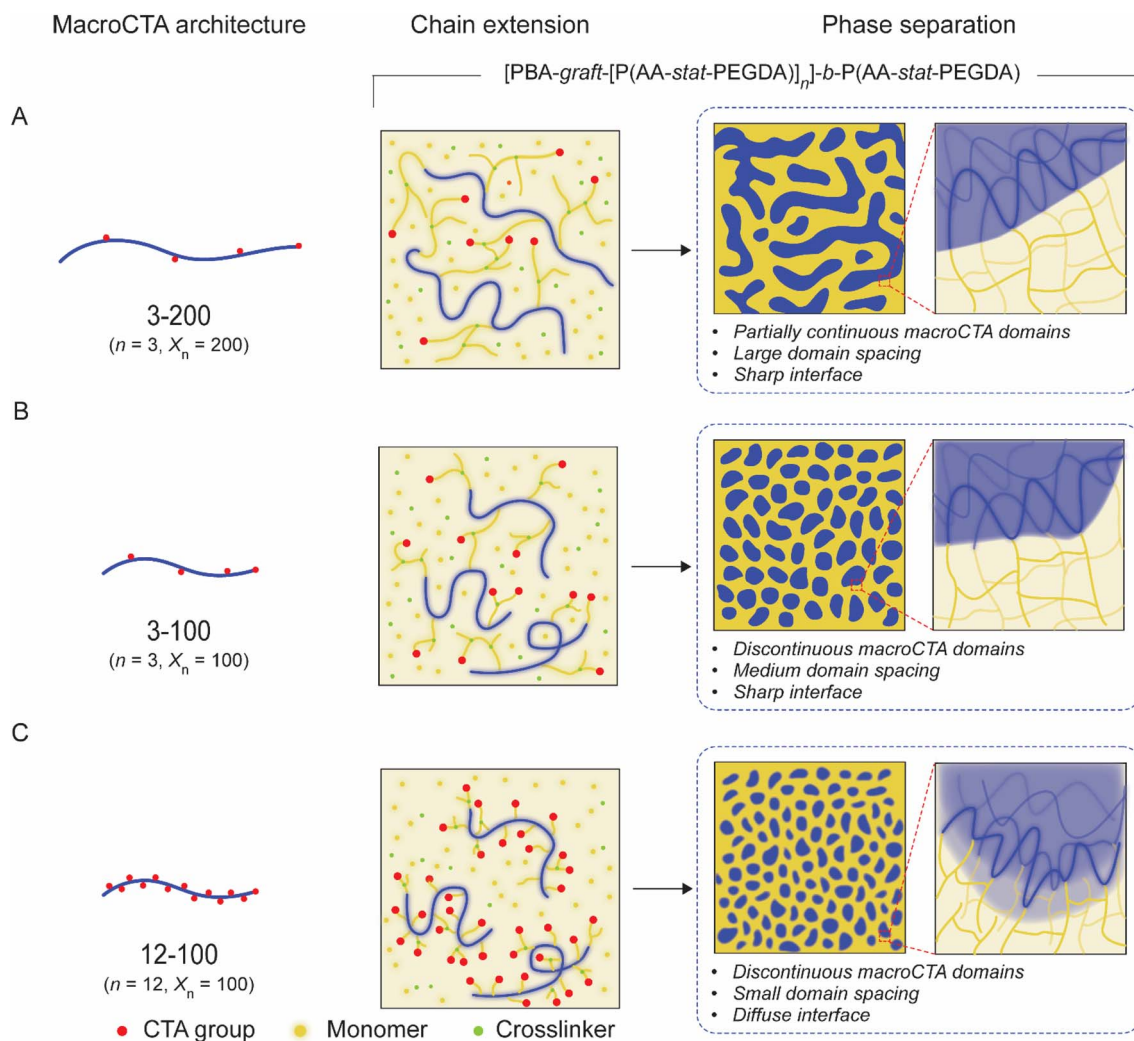 MacroCTA architecture
Chain extension
Phase separation
[PBA-graft-[P(AA-stat-PEGDA)]n]-b-P(AA-stat-PEGDA)
A
3-200
(n = 3, Xn = 200)
• Partially continuous macroCTA domains
• Large domain spacing
• Sharp interface
B
3-100
(n = 3, Xn = 100)
• Discontinuous macroCTA domains
• Medium domain spacing
• Sharp interface
C
12-100
(n = 12, Xn = 100)
• Discontinuous macroCTA domains
• Small domain spacing
• Diffuse interface
CTA group
Monomer
Crosslinker